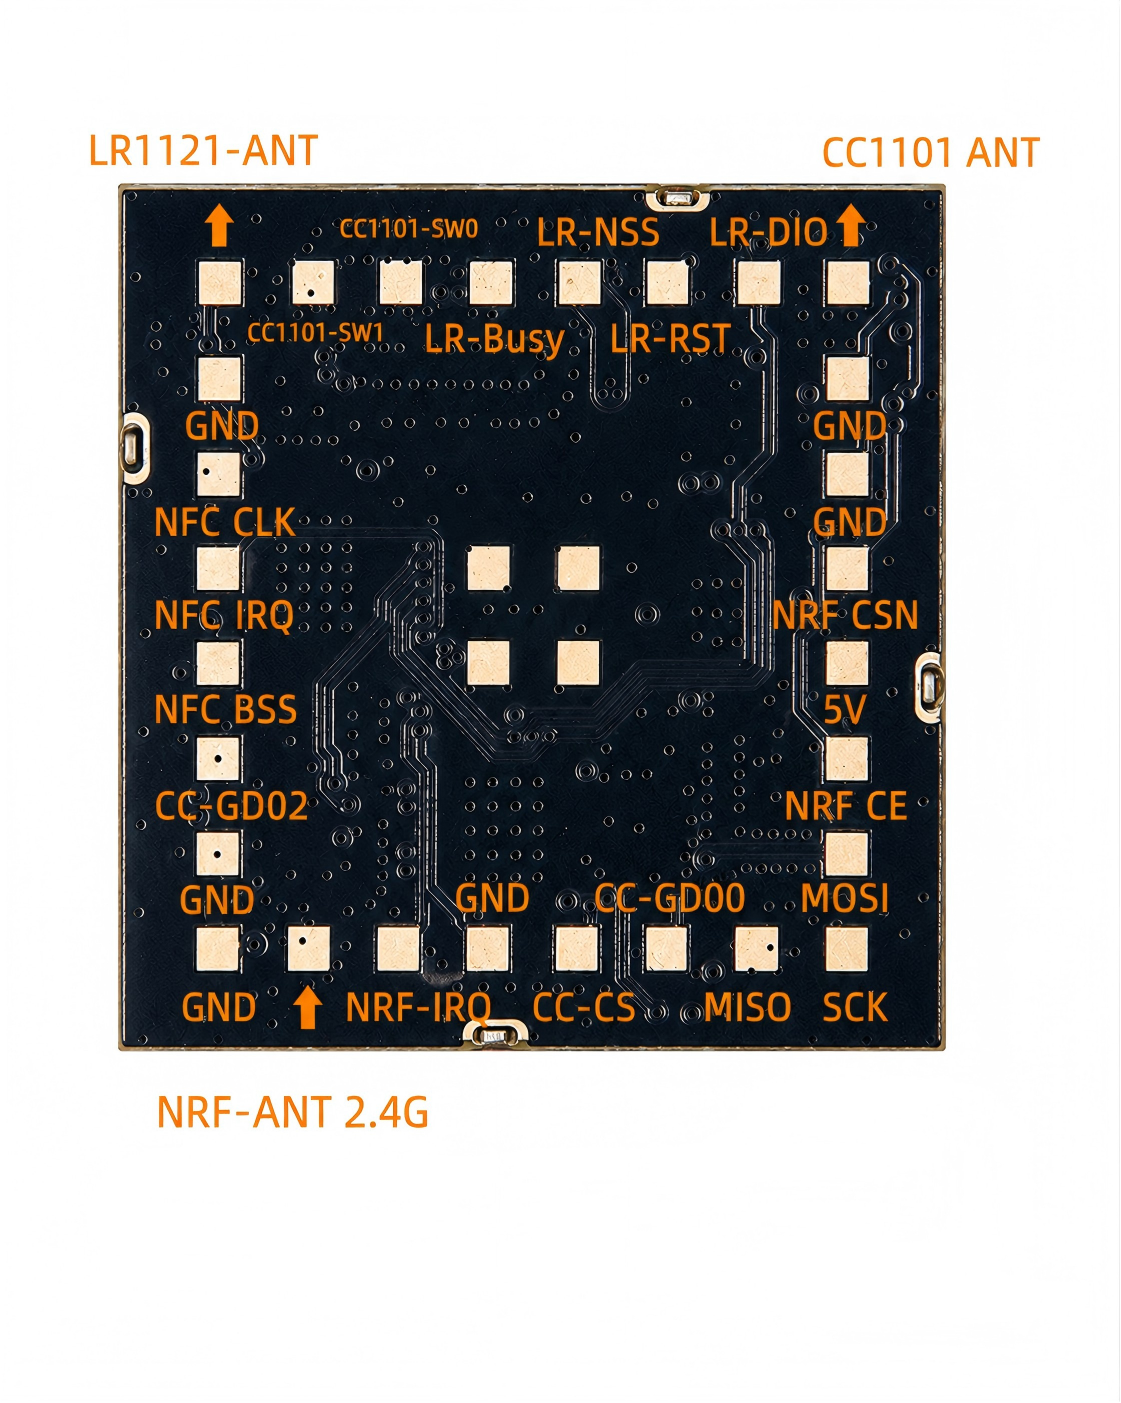 LR1121-ANT
CC1101 ANT
CC1101-SW0
LR-NSS
LR-DIO
CC1101-SW1
LR-Busy
LR-RST
GND
GND
NFC CLK
GND
NFC IRQ
NRF CSN
NFC BSS
5V
CC-GD02
NRF CE
GND
GND
CC-GD00
MOSI
GND
NRF-IRQ
CC-CS
MISO
SCK
NRF-ANT 2.4G